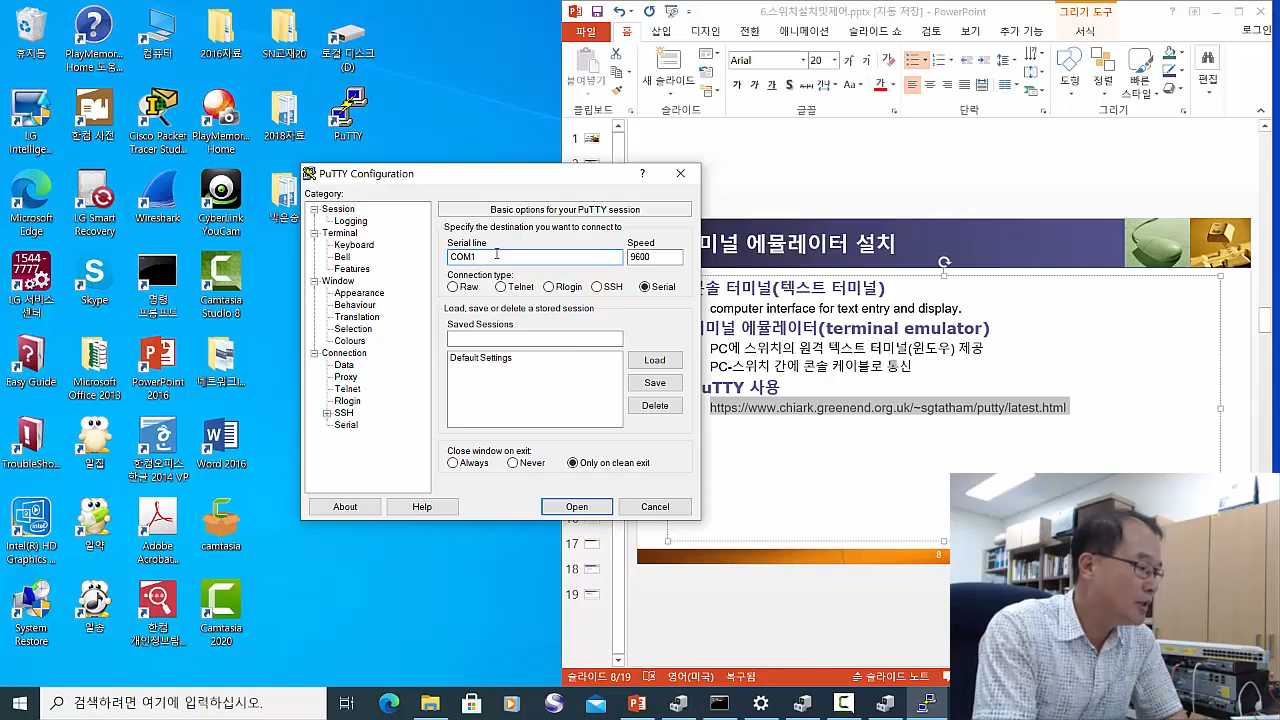 휴지통
PlayMemor... Home 도움...
컴퓨터
2016자료
SN교재20
로컬 디스크 (D)
LG Intellige...
한컴 사전
Cisco Packet Tracer Stud...
PlayMemor... Home
2018자료
PuTTY
Microsoft Edge
LG Smart Recovery
Wireshark
CyberLink YouCam
1544-7777
LG 서비스 센터
Skype
명령 프롬프트
Camtasia Studio 8
Easy Guide
Microsoft Office 2013
PowerPoint 2016
TroubleSho...
알집
한컴오피스 한글 2014 VP
Word 2016
Intel(R) HD Graphics ...
알약
Adobe Acrobat...
camtasia
System Restore
알송
한컴 개인정보탐...
Camtasia 2020
PuTTY Configuration
?
Category:
Session
Logging
Terminal
Keyboard
Bell
Features
Window
Appearance
Behaviour
Translation
Selection
Colours
Connection
Data
Proxy
Telnet
Rlogin
SSH
Serial
Basic options for your PuTTY session
Specify the destination you want to connect to
Serial line
Speed
COM1
9600
Connection type:
Raw
Telnet
Rlogin
SSH
Serial
Load, save or delete a stored session
Saved Sessions
Default Settings
Load
Save
Delete
Close window on exit:
Always
Never
Only on clean exit
About
Help
Open
Cancel
6.스위치설치및제어.pptx [자동 저장] - PowerPoint
그리기 도구
파일
홈
삽입
디자인
전환
애니메이션
슬라이드 쇼
검토
보기
추가 기능
서식
로그인
붙여넣기
새 슬라이드
Arial
20
도형
정렬
빠른 스타일
편집
클립보드
슬라이드
글꼴
단락
그리기
1
미널 에뮬레이터 설치
터미널(텍스트 터미널)
computer interface for text entry and display.
미널 에뮬레이터(terminal emulator)
PC에 스위치의 원격 텍스트 터미널(윈도우) 제공
PC-스위치 간에 콘솔 케이블로 통신
uTTY 사용
https://www.chiark.greenend.org.uk/~sgtatham/putty/latest.html
8
17
18
19
슬라이드 8/19
영어(미국)
복구됨
슬라이드 노트
검색하려면 여기에 입력하십시오.